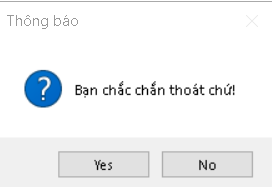 Thông báo
Bạn chắc chắn thoát chứ!
Yes
No